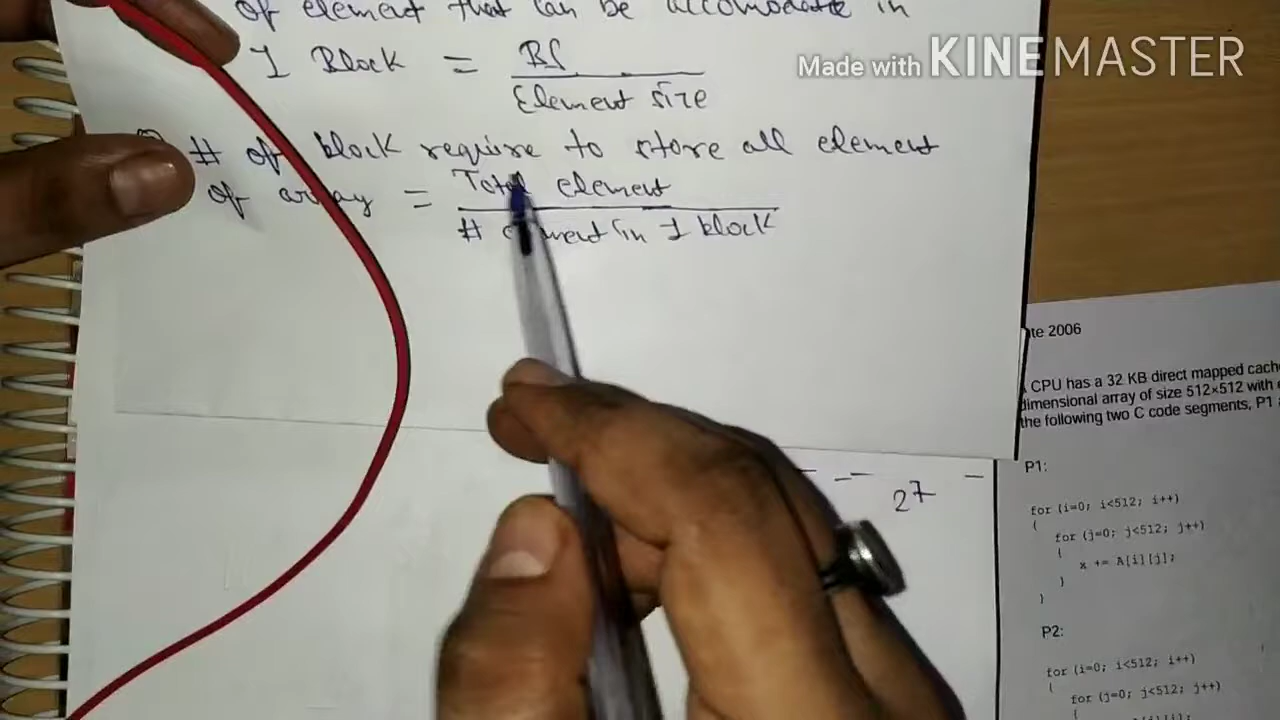 of element that can be accomodate in
1 Block = BS
Element size
# of block require to store all element
of array = Total element
# element in 1 block
27
Made with KINEMASTER
te 2006
CPU has a 32 KB direct mapped cach
dimensional array of size 512×512 with
the following two C code segments, P1
P1:
for (i=0; i<512; i++)
{
for (j=0; j<512; j++)
{
x += A[i][j];
}
}
P2:
for (i=0; i<512; i++)
{
for (j=0; j<512; j++)
{